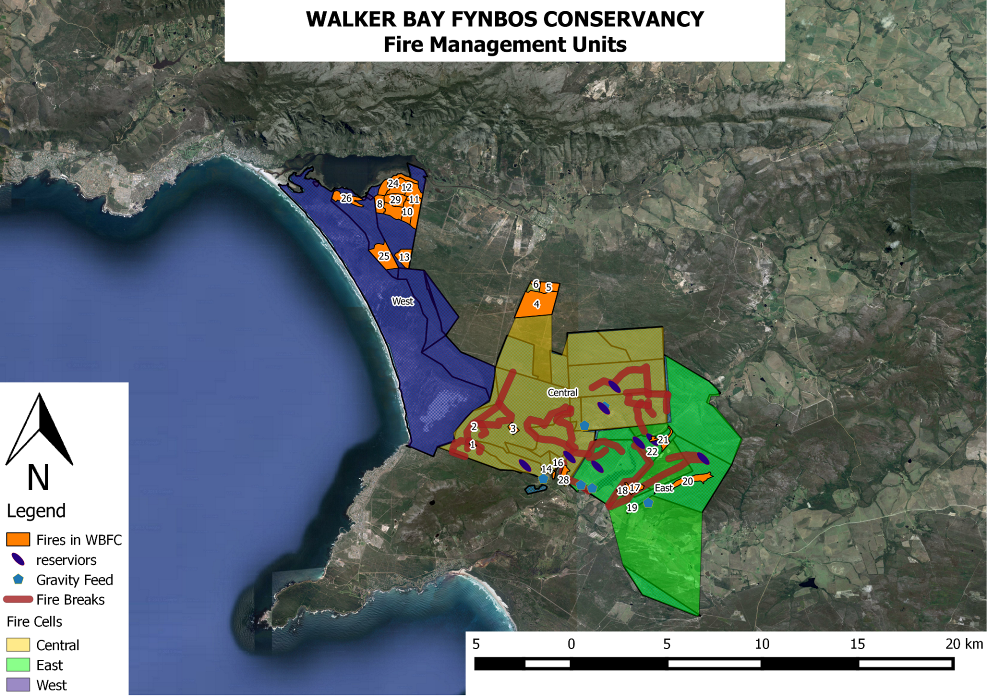 WALKER BAY FYNBOS CONSERVANCY
Fire Management Units
24
12
26
8
29
11
10
25
13
West
6
5
4
Central
2
3
1
21
22
14
16
28
20
18
17
East
19
N
Legend
Fires in WBFC
reserviors
Gravity Feed
Fire Breaks
Fire Cells
Central
East
West
5
0
5
10
15
20 km